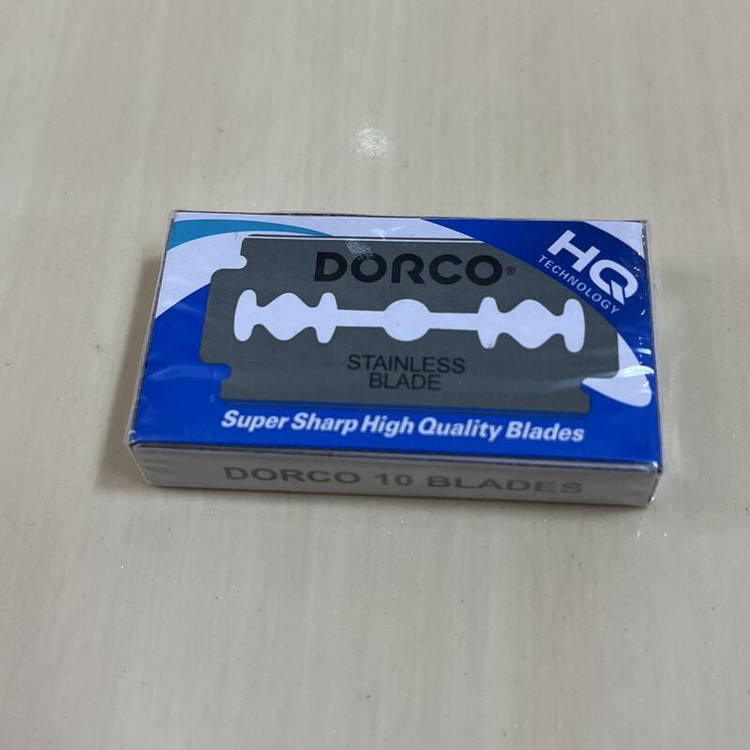 HQ
TECHNOLOGY
DORCO®
STAINLESS
BLADE
Super Sharp High Quality Blades
DORCO 10 BLADES